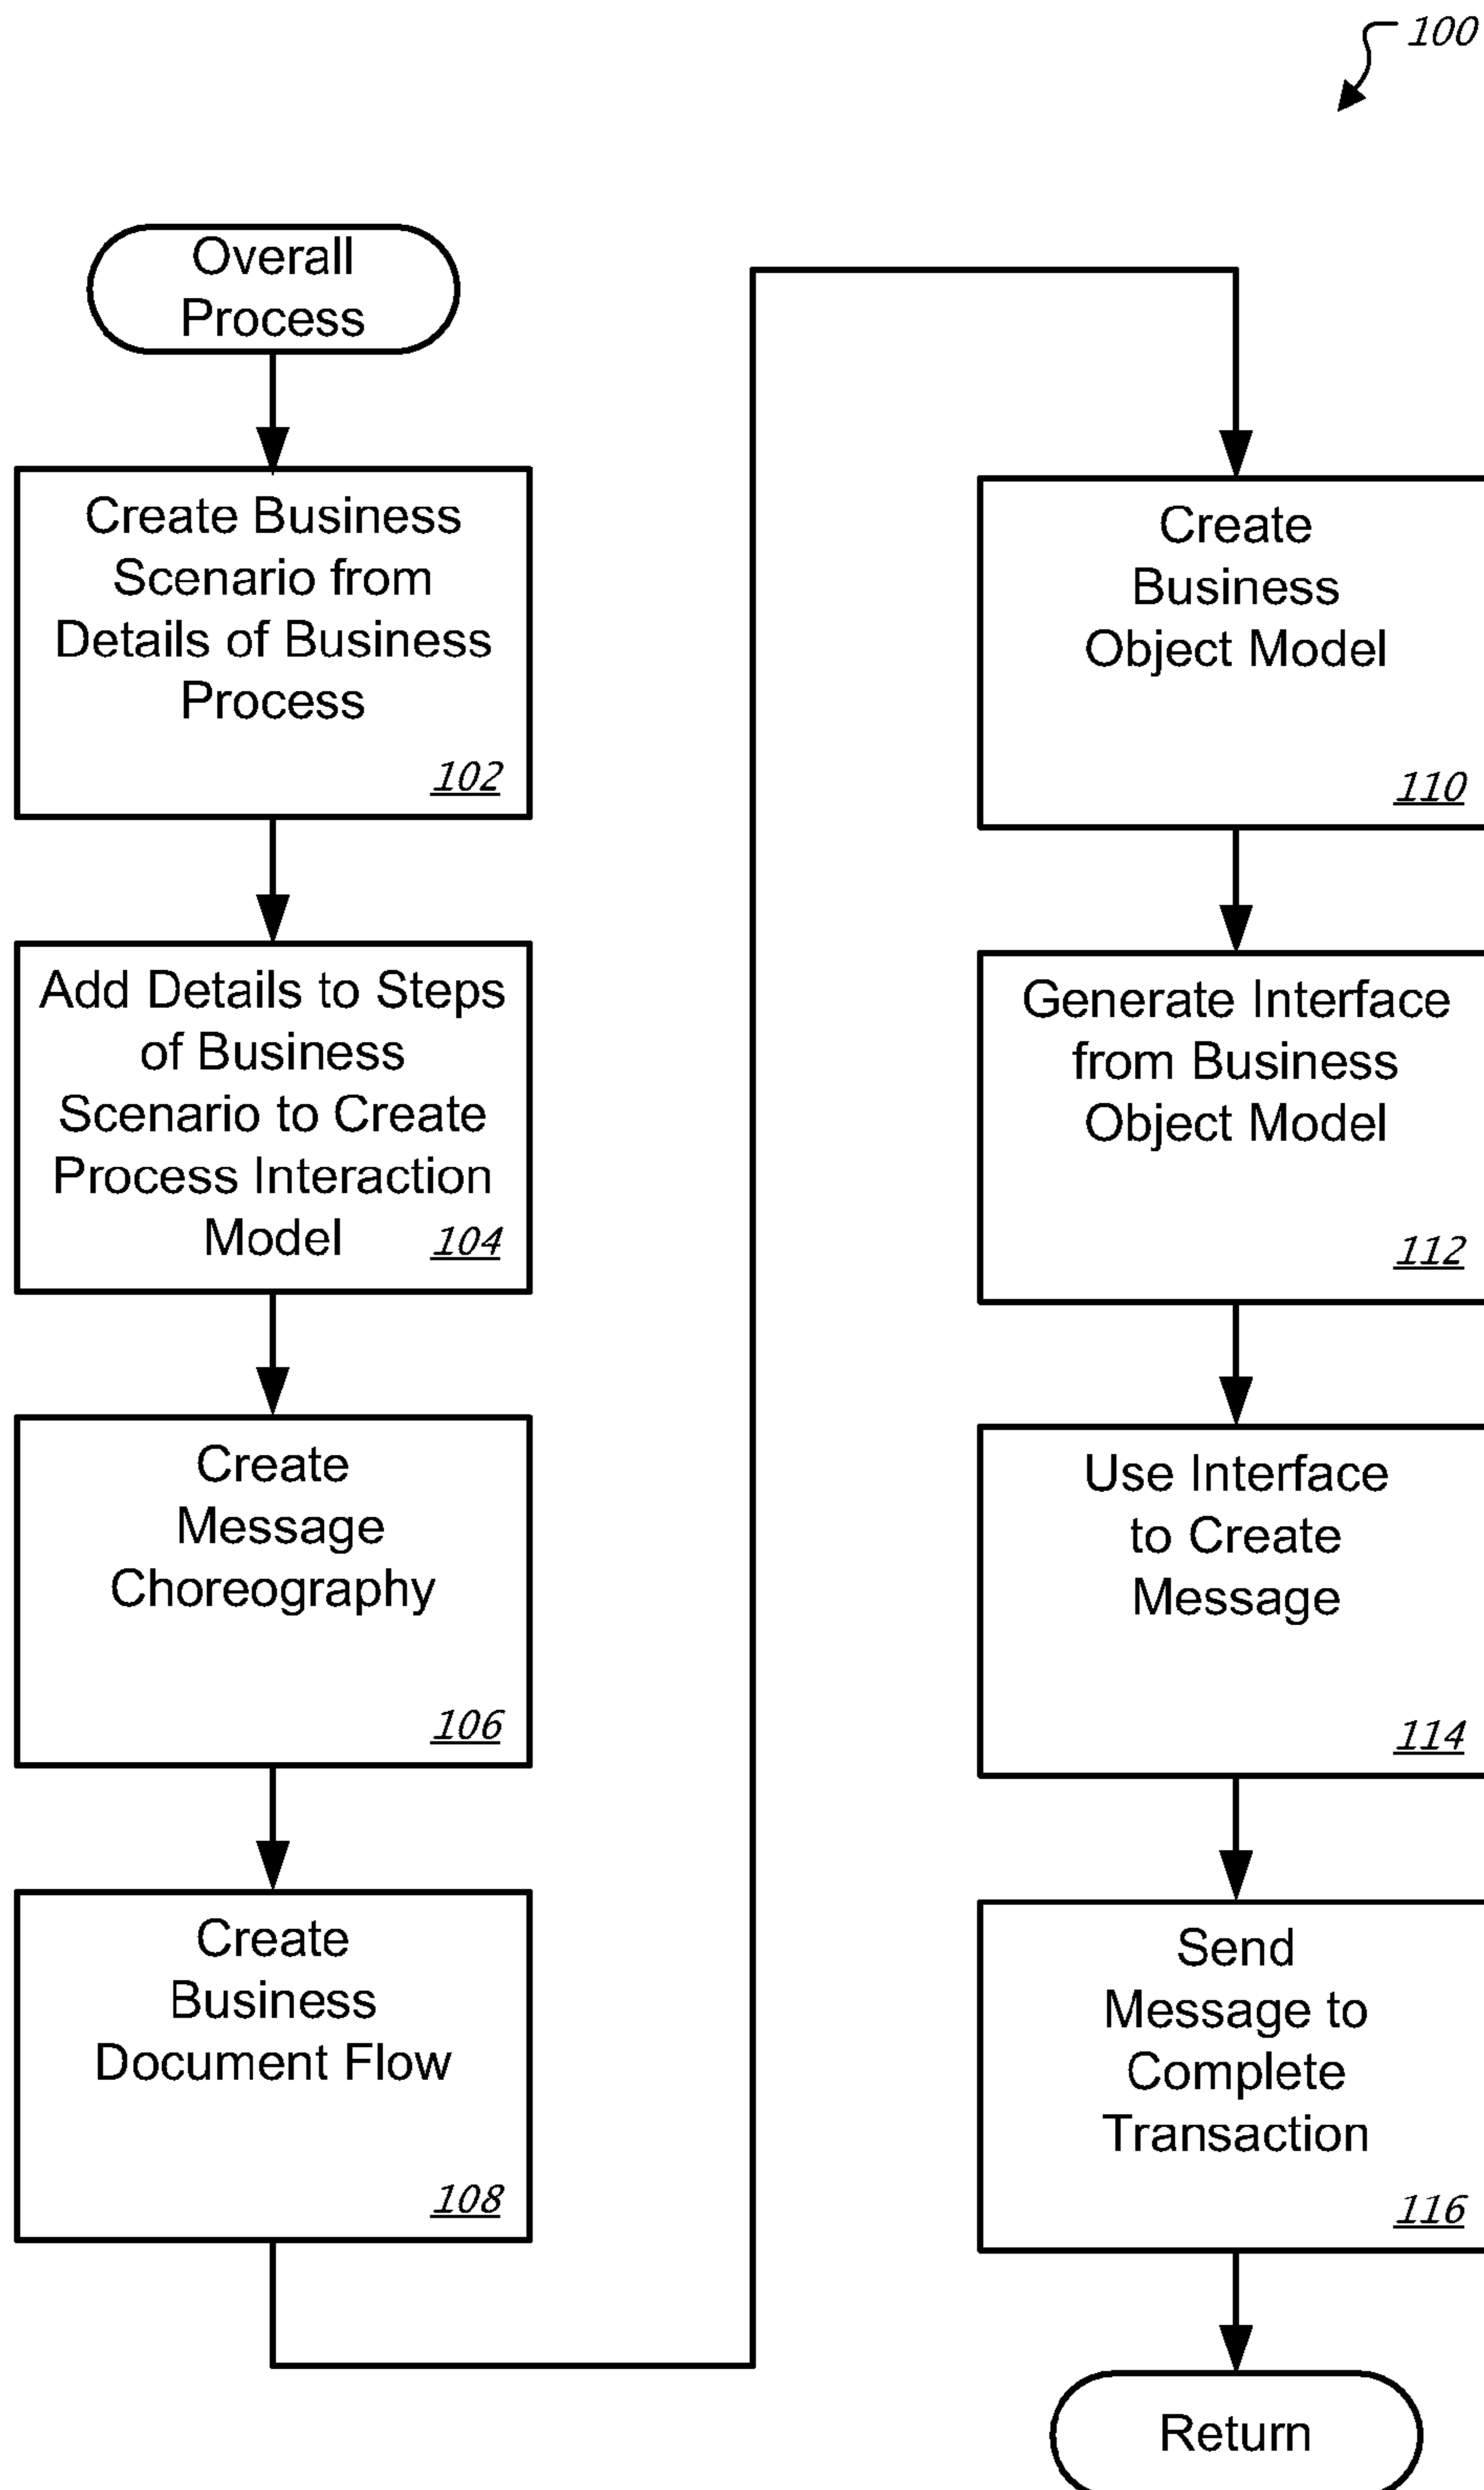 100
Overall
Process
Create Business
Scenario from
Details of Business
Process
102
Add Details to Steps
of Business
Scenario to Create
Process Interaction
Model 104
Create
Message
Choreography
106
Create
Business
Document Flow
108
Create
Business
Object Model
110
Generate Interface
from Business
Object Model
112
Use Interface
to Create
Message
114
Send
Message to
Complete
Transaction
116
Return